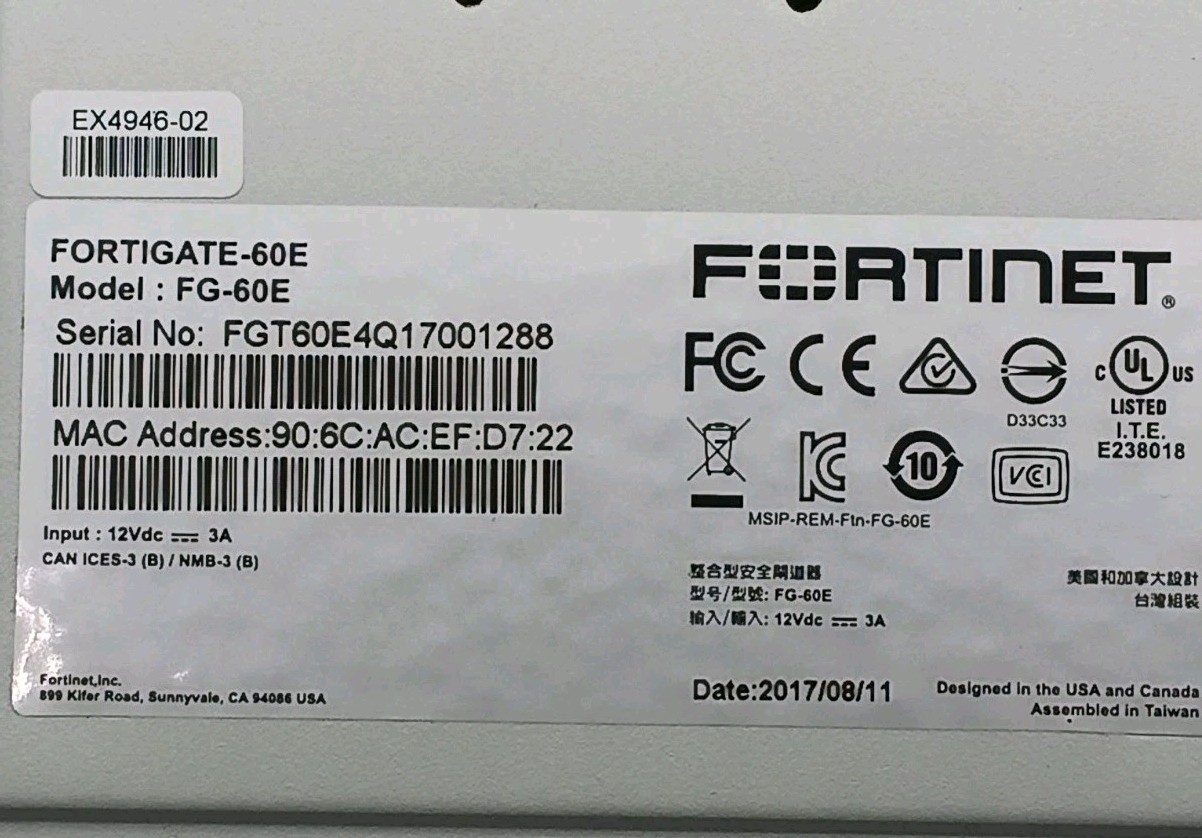 EX4946-02
FORTIGATE-60E
Model : FG-60E
Serial No: FGT60E4Q17001288
MAC Address:90:6C:AC:EF:D7:22
Input : 12Vdc ⎓ 3A
CAN ICES-3 (B) / NMB-3 (B)
Fortinet,Inc.
899 Kifer Road, Sunnyvale, CA 94086 USA
FORTINET®
FC CE
D33C33
C UL US
LISTED
I.T.E.
E238018
KC 10 VCI
MSIP-REM-Ftn-FG-60E
整合型安全閘道器
型号/型號: FG-60E
输入/輸入: 12Vdc ⎓ 3A
美國和加拿大設計
台灣組裝
Date:2017/08/11
Designed in the USA and Canada
Assembled in Taiwan